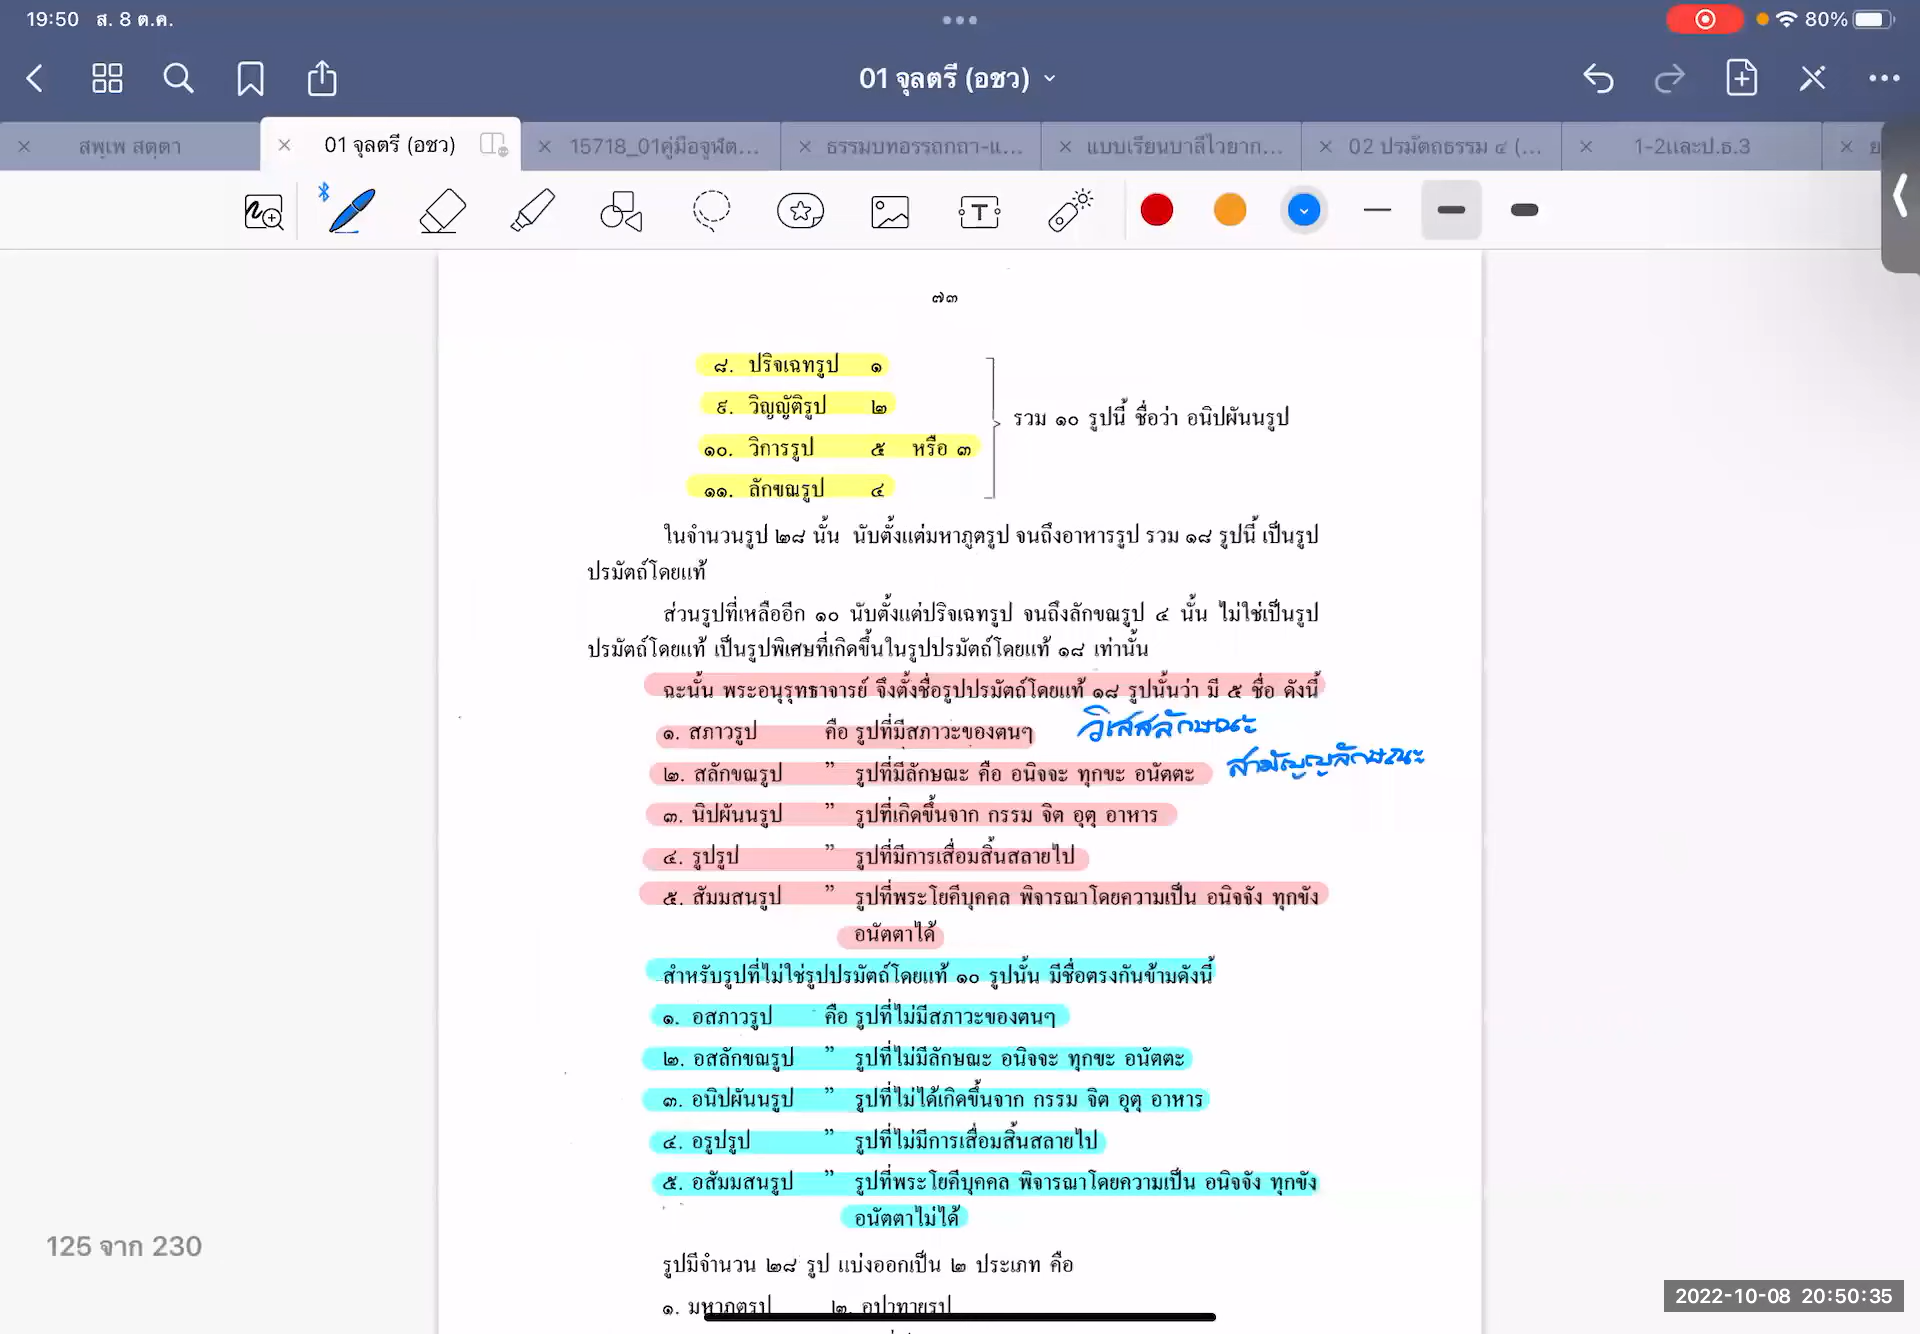 19:50 ส. 8 ต.ค.
80%
01 จุลตรี (อชว)
สพฺเพ สตฺตา
01 จุลตรี (อชว)
15718_01คู่มือจูฬต...
ธรรมบทอรรถกถา-แ...
แบบเรียนบาลีไวยาก...
02 ปรมัตถธรรม ๔ (...
1-2และป.ธ.3
ย
๗๓
๘. ปริจเฉทรูป ๑
๙. วิญญัติรูป ๒
รวม ๑๐ รูปนี้ ชื่อว่า อนิปผันนรูป
๑๐. วิการรูป ๕ หรือ ๓
๑๑. ลักขณรูป ๔
ในจำนวนรูป ๒๘ นั้น นับตั้งแต่มหาภูตรูป จนถึงอาหารรูป รวม ๑๘ รูปนี้ เป็นรูป
ปรมัตถ์โดยแท้
ส่วนรูปที่เหลืออีก ๑๐ นับตั้งแต่ปริจเฉทรูป จนถึงลักขณรูป ๔ นั้น ไม่ใช่เป็นรูป
ปรมัตถ์โดยแท้ เป็นรูปพิเศษที่เกิดขึ้นในรูปปรมัตถ์โดยแท้ ๑๘ เท่านั้น
ฉะนั้น พระอนุรุทธาจารย์ จึงตั้งชื่อรูปปรมัตถ์โดยแท้ ๑๘ รูปนั้นว่า มี ๕ ชื่อ ดังนี้
๑. สภาวรูป คือ รูปที่มีสภาวะของตนๆ วิเสสลักษณะ
๒. สลักขณรูป ” รูปที่มีลักษณะ คือ อนิจจะ ทุกขะ อนัตตะ สามัญญลักษณะ
๓. นิปผันนรูป ” รูปที่เกิดขึ้นจาก กรรม จิต อุตุ อาหาร
๔. รูปรูป ” รูปที่มีการเสื่อมสิ้นสลายไป
๕. สัมมสนรูป ” รูปที่พระโยคีบุคคล พิจารณาโดยความเป็น อนิจจัง ทุกขัง
อนัตตาได้
สำหรับรูปที่ไม่ใช่รูปปรมัตถ์โดยแท้ ๑๐ รูปนั้น มีชื่อตรงกันข้ามดังนี้
๑. อสภาวรูป คือ รูปที่ไม่มีสภาวะของตนๆ
๒. อสลักขณรูป ” รูปที่ไม่มีลักษณะ อนิจจะ ทุกขะ อนัตตะ
๓. อนิปผันนรูป ” รูปที่ไม่ได้เกิดขึ้นจาก กรรม จิต อุตุ อาหาร
๔. อรูปรูป ” รูปที่ไม่มีการเสื่อมสิ้นสลายไป
๕. อสัมมสนรูป ” รูปที่พระโยคีบุคคล พิจารณาโดยความเป็น อนิจจัง ทุกขัง
อนัตตาไม่ได้
รูปมีจำนวน ๒๘ รูป แบ่งออกเป็น ๒ ประเภท คือ
๑. มหาภูตรูป ๒. อุปาทายรูป
125 จาก 230
2022-10-08 20:50:35